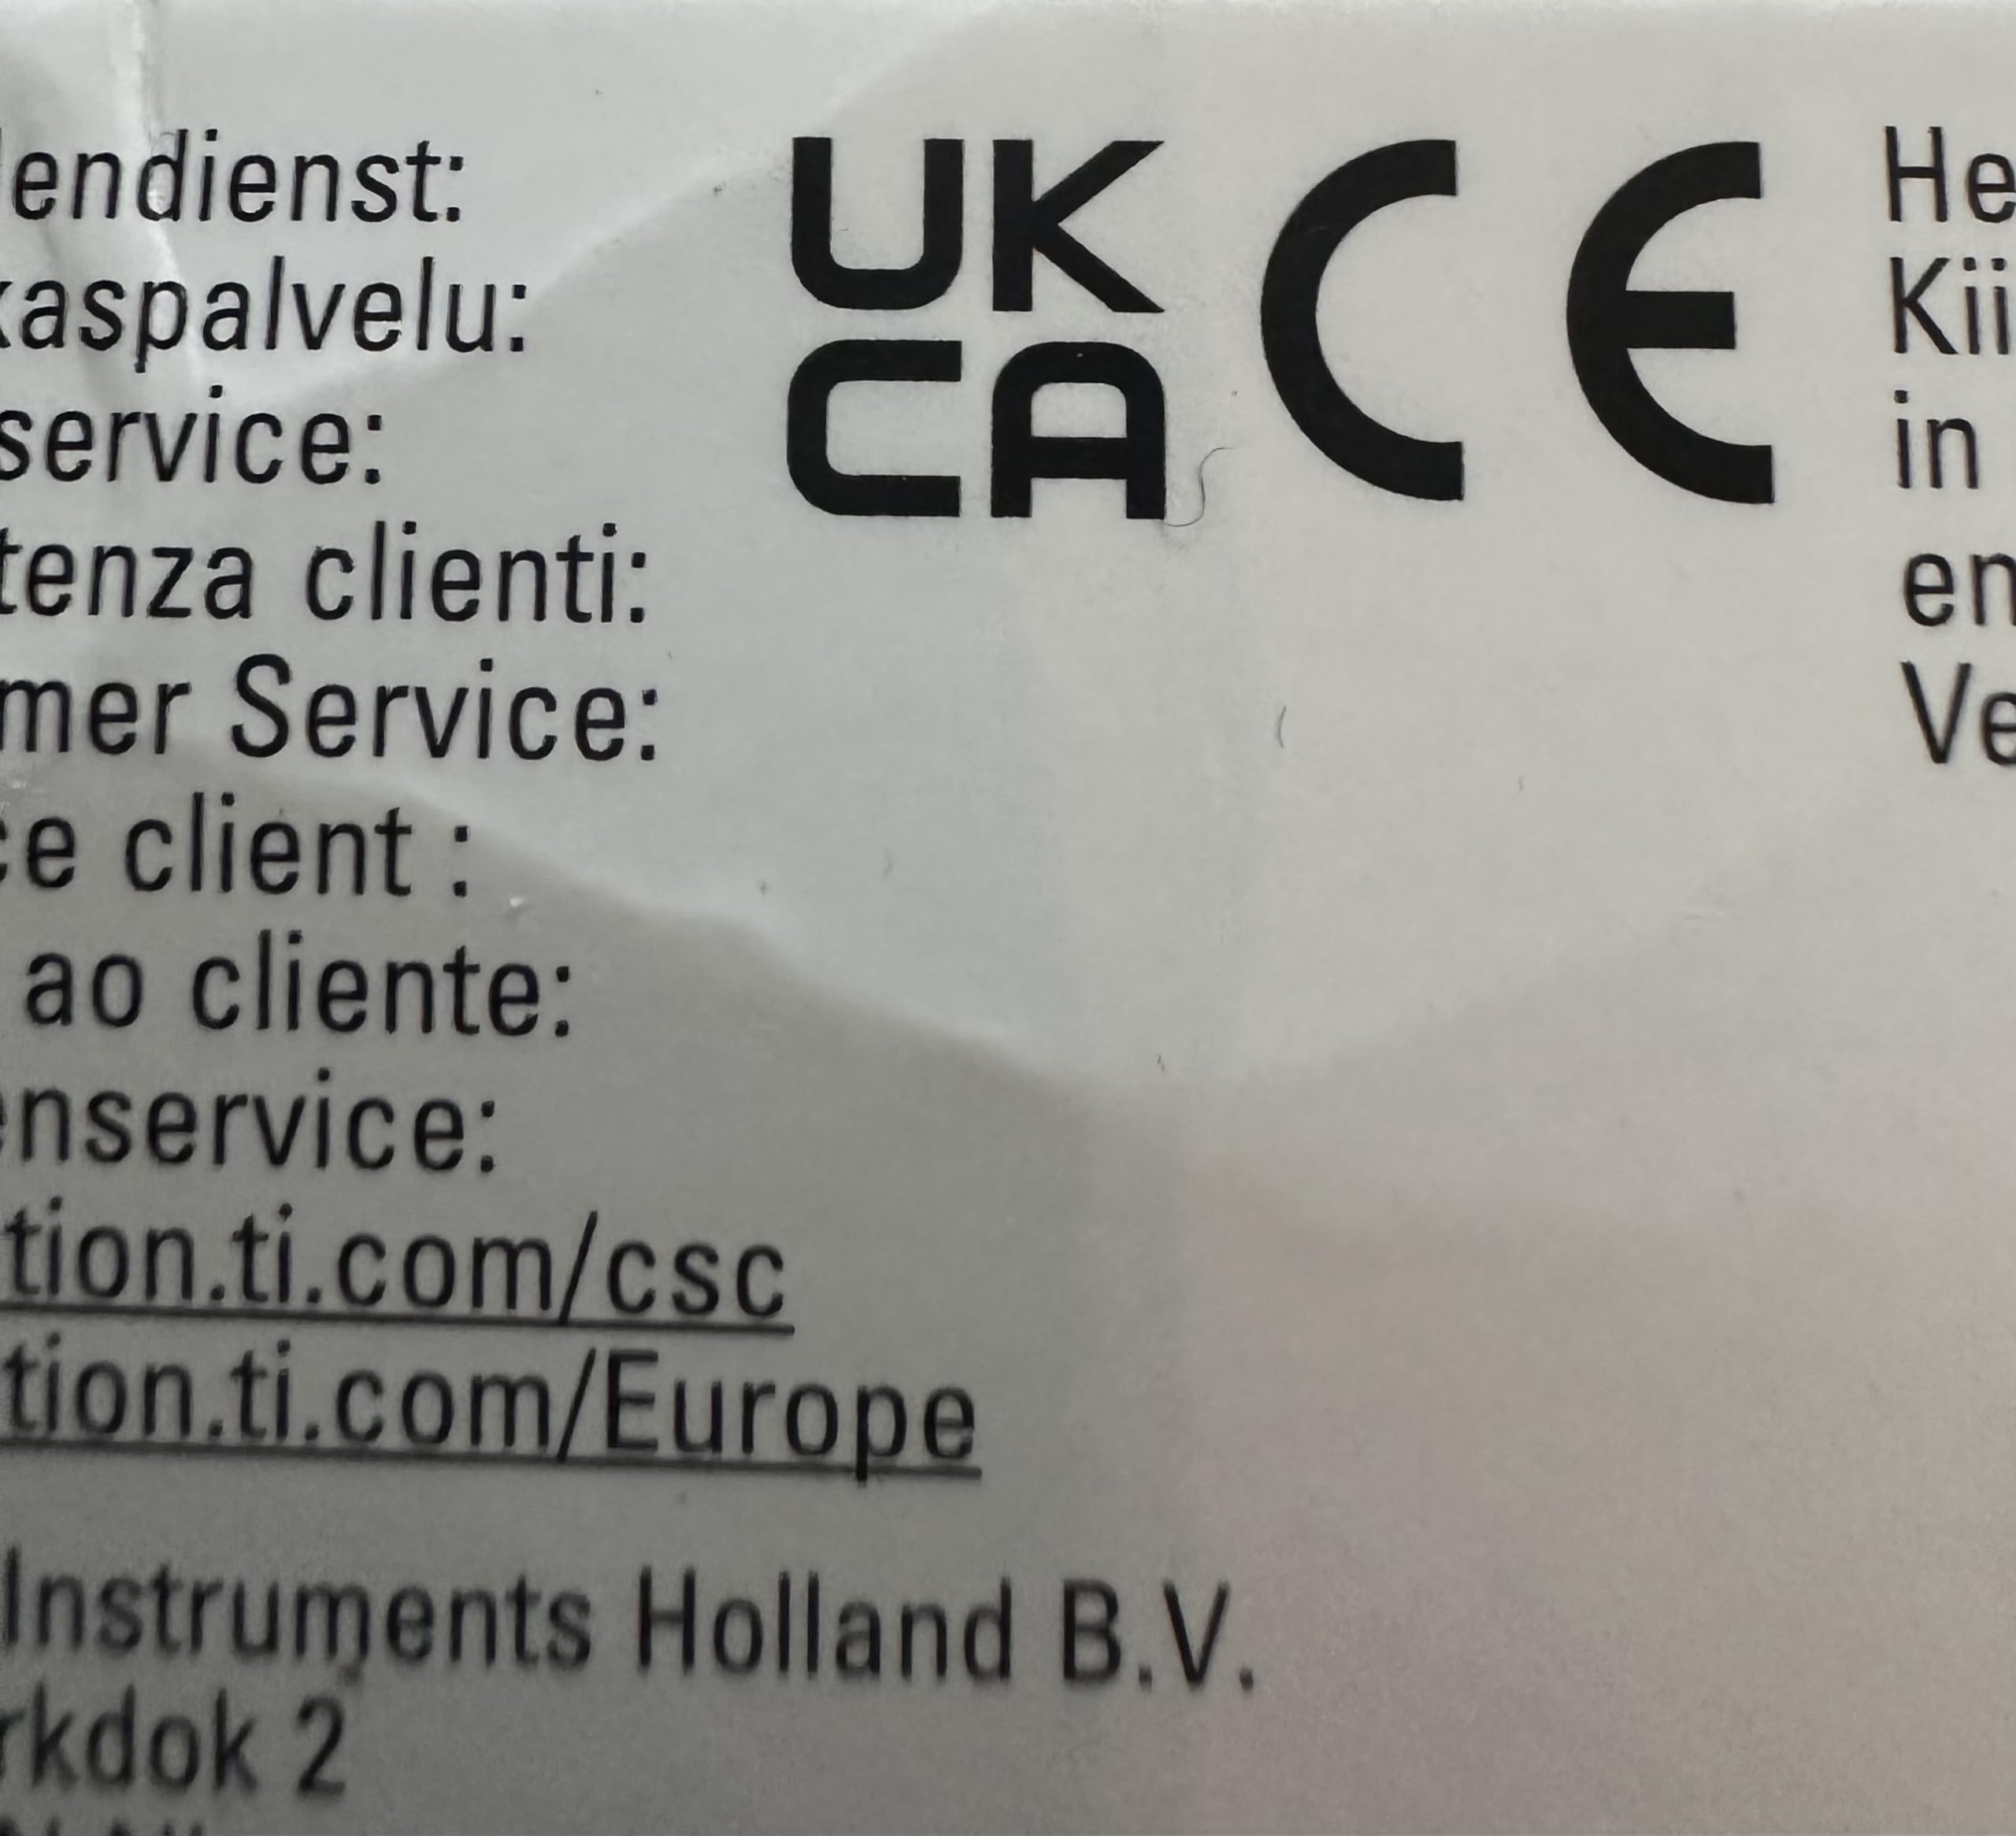 endienst:
kaspalvelu:
service:
tenza clienti:
mer Service:
ce client :
ao cliente:
nservice:
tion.ti.com/csc
tion.ti.com/Europe
Instruments Holland B.V.
rkdok 2
UK
CA
CE
He
Kii
in
en
Ve